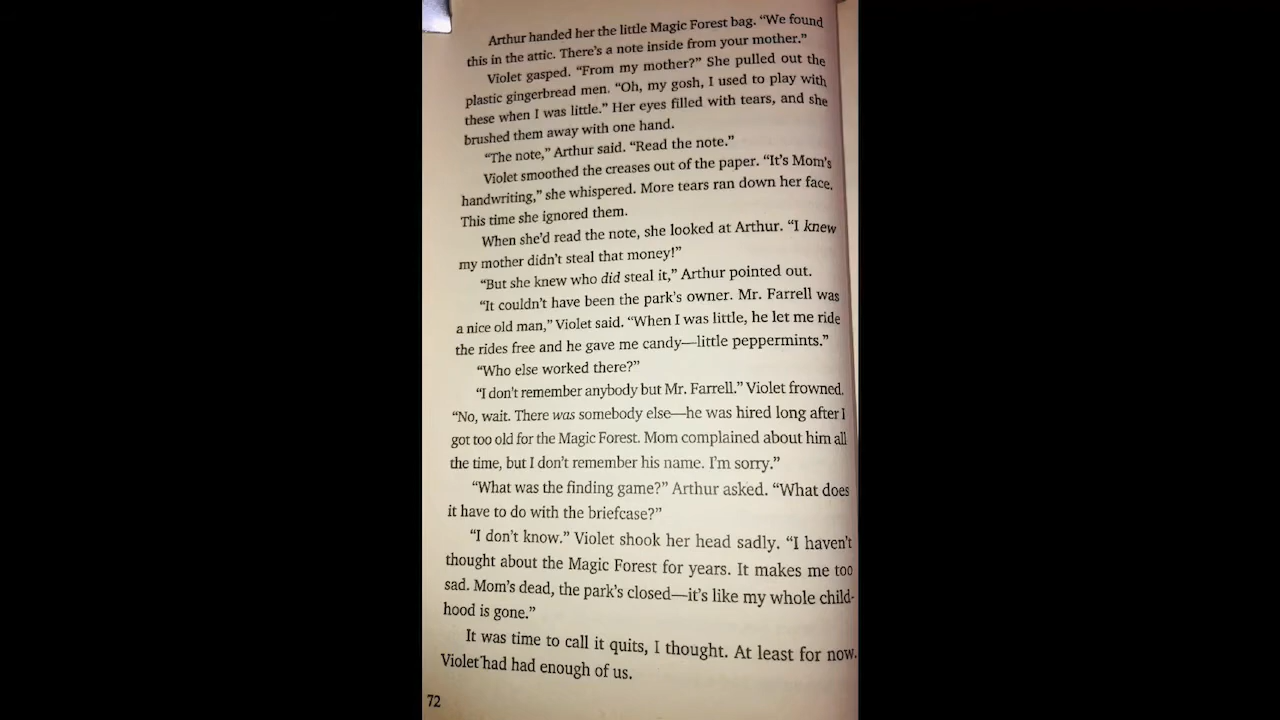 Arthur handed her the little Magic Forest bag. “We found
this in the attic. There’s a note inside from your mother.”
Violet gasped. “From my mother?” She pulled out the
plastic gingerbread men. “Oh, my gosh, I used to play with
these when I was little.” Her eyes filled with tears, and she
brushed them away with one hand.
“The note,” Arthur said. “Read the note.”
Violet smoothed the creases out of the paper. “It’s Mom’s
handwriting,” she whispered. More tears ran down her face.
This time she ignored them.
When she’d read the note, she looked at Arthur. “I knew
my mother didn’t steal that money!”
“But she knew who did steal it,” Arthur pointed out.
“It couldn’t have been the park’s owner. Mr. Farrell was
a nice old man,” Violet said. “When I was little, he let me ride
the rides free and he gave me candy—little peppermints.”
“Who else worked there?”
“I don’t remember anybody but Mr. Farrell.” Violet frowned.
“No, wait. There was somebody else—he was hired long after I
got too old for the Magic Forest. Mom complained about him all
the time, but I don’t remember his name. I’m sorry.”
“What was the finding game?” Arthur asked. “What does
it have to do with the briefcase?”
“I don’t know.” Violet shook her head sadly. “I haven’t
thought about the Magic Forest for years. It makes me too
sad. Mom’s dead, the park’s closed—it’s like my whole child-
hood is gone.”
It was time to call it quits, I thought. At least for now.
Violet had had enough of us.
72